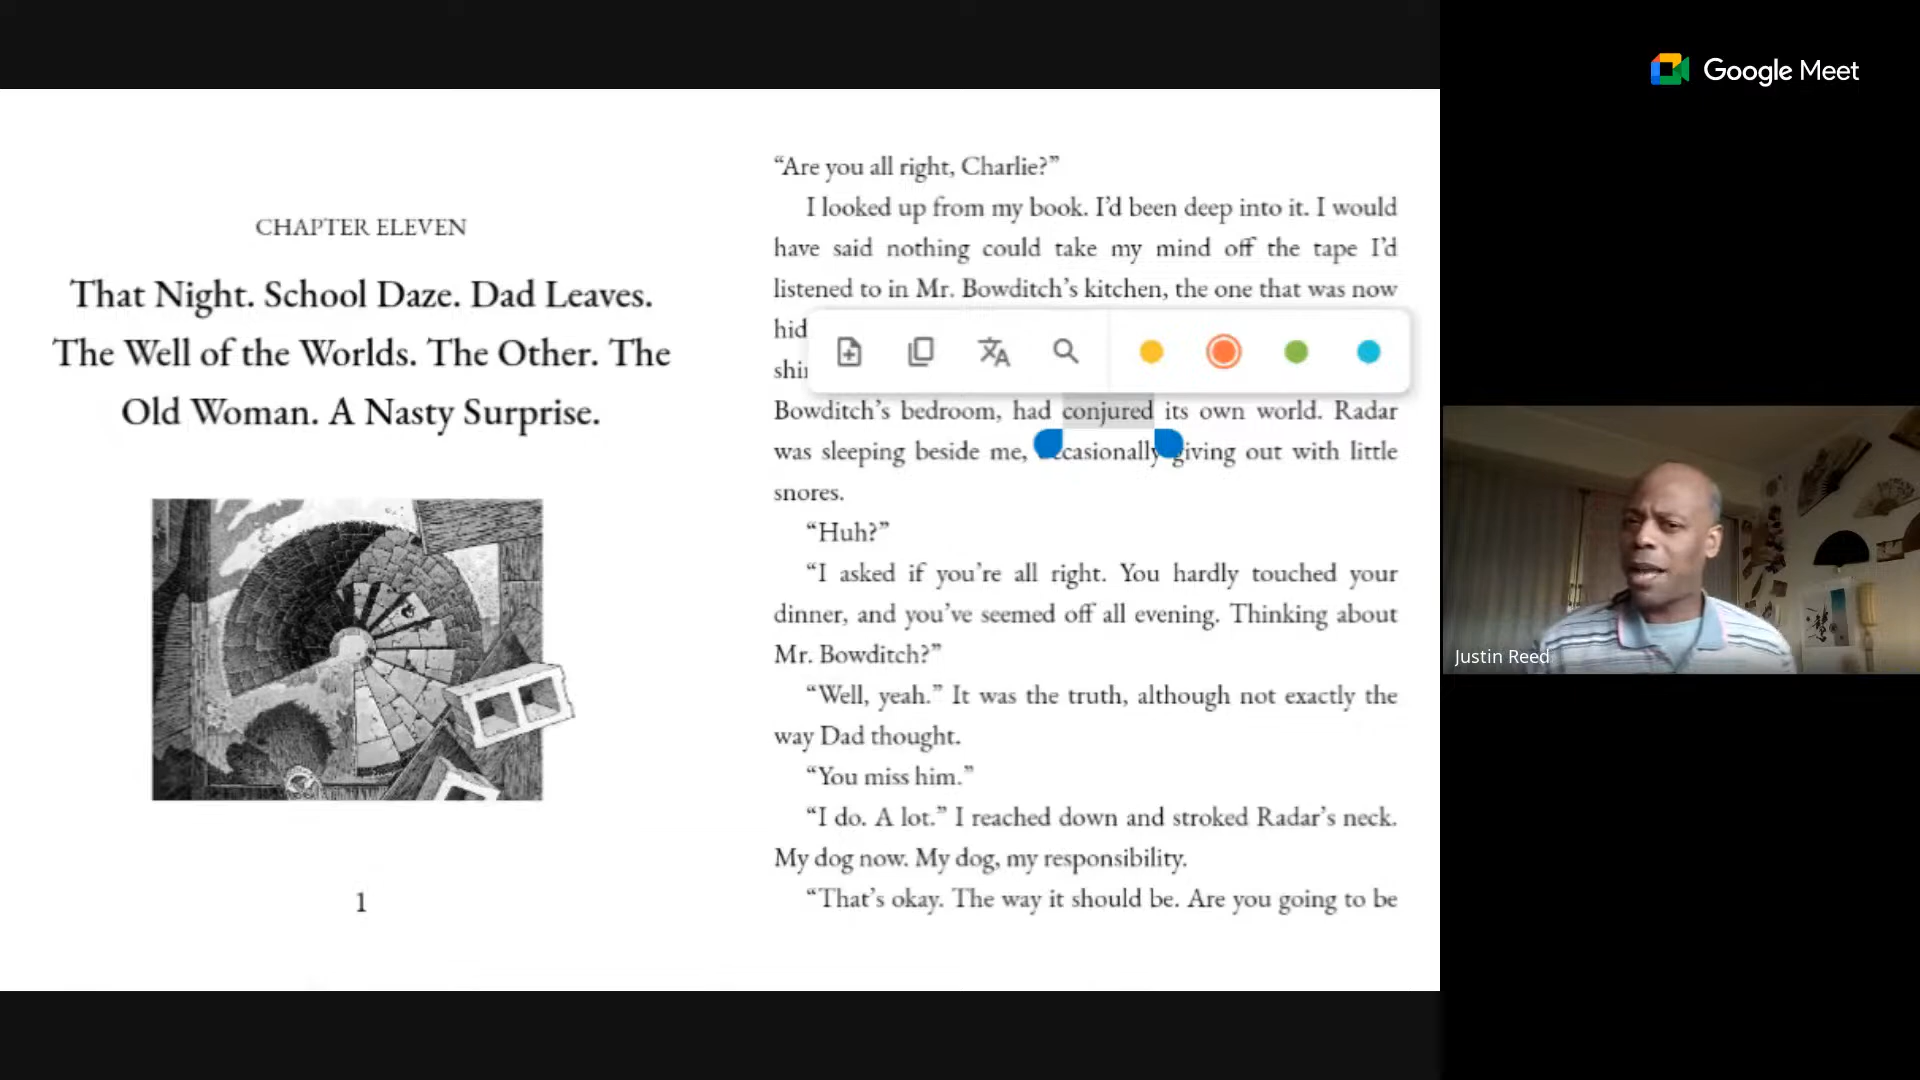 Google Meet
CHAPTER ELEVEN
That Night. School Daze. Dad Leaves.
The Well of the Worlds. The Other. The
Old Woman. A Nasty Surprise.
1
“Are you all right, Charlie?”
I looked up from my book. I’d been deep into it. I would
have said nothing could take my mind off the tape I’d
listened to in Mr. Bowditch’s kitchen, the one that was now
hid
shi
Bowditch’s bedroom, had conjured its own world. Radar
was sleeping beside me, occasionally giving out with little
snores.
“Huh?”
“I asked if you’re all right. You hardly touched your
dinner, and you’ve seemed off all evening. Thinking about
Mr. Bowditch?”
“Well, yeah.” It was the truth, although not exactly the
way Dad thought.
“You miss him.”
“I do. A lot.” I reached down and stroked Radar’s neck.
My dog now. My dog, my responsibility.
“That’s okay. The way it should be. Are you going to be
Justin Reed